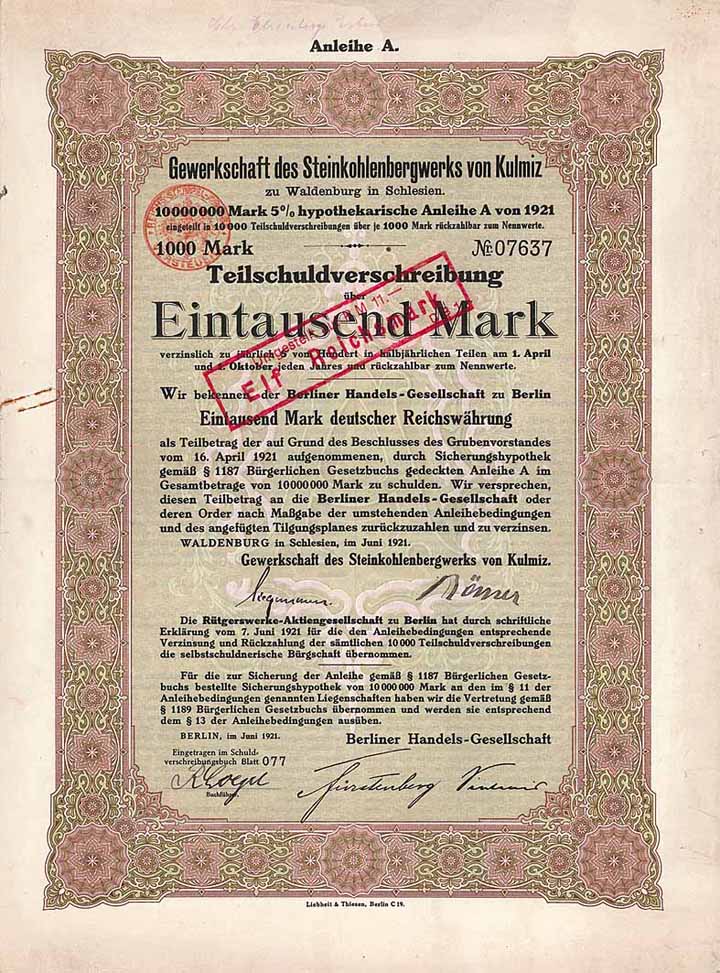 Anleihe A.
Gewerkschaft des Steinkohlenbergwerks von Kulmiz
zu Waldenburg in Schlesien.
10000000 Mark 5% hypothekarische Anleihe A von 1921
eingeteilt in 10000 Teilschuldverschreibungen über je 1000 Mark rückzahlbar zum Nennwerte.
1000 Mark
№ 07637
Teilschuldverschreibung
über
Eintausend Mark
Umgestellt M 11.—
Elf Reichsmark
verzinslich zu jährlich 5 vom Hundert in halbjährlichen Teilen am 1. April
und 1. Oktober jeden Jahres und rückzahlbar zum Nennwerte.
Wir bekennen, der Berliner Handels-Gesellschaft zu Berlin
Eintausend Mark deutscher Reichswährung
als Teilbetrag der auf Grund des Beschlusses des Grubenvorstandes
vom 16. April 1921 aufgenommenen, durch Sicherungshypothek
gemäß § 1187 Bürgerlichen Gesetzbuchs gedeckten Anleihe A im
Gesamtbetrage von 10000000 Mark zu schulden. Wir versprechen,
diesen Teilbetrag an die Berliner Handels-Gesellschaft oder
deren Order nach Maßgabe der umstehenden Anleihebedingungen
und des angefügten Tilgungsplanes zurückzuzahlen und zu verzinsen.
WALDENBURG in Schlesien, im Juni 1921.
Gewerkschaft des Steinkohlenbergwerks von Kulmiz.
Die Rütgerswerke-Aktiengesellschaft zu Berlin hat durch schriftliche
Erklärung vom 7. Juni 1921 für die den Anleihebedingungen entsprechende
Verzinsung und Rückzahlung der sämtlichen 10000 Teilschuldverschreibungen
die selbstschuldnerische Bürgschaft übernommen.
Für die zur Sicherung der Anleihe gemäß § 1187 Bürgerlichen Gesetz-
buchs bestellte Sicherungshypothek von 10000000 Mark an den im § 11 der
Anleihebedingungen genannten Liegenschaften haben wir die Vertretung gemäß
§ 1189 Bürgerlichen Gesetzbuchs übernommen und werden sie entsprechend
dem § 13 der Anleihebedingungen ausüben.
BERLIN, im Juni 1921.
Berliner Handels-Gesellschaft
Eingetragen im Schuld-
verschreibungsbuch Blatt 077
Fürstenberg
Buchführer.
Liebheit & Thiesen, Berlin C 19.